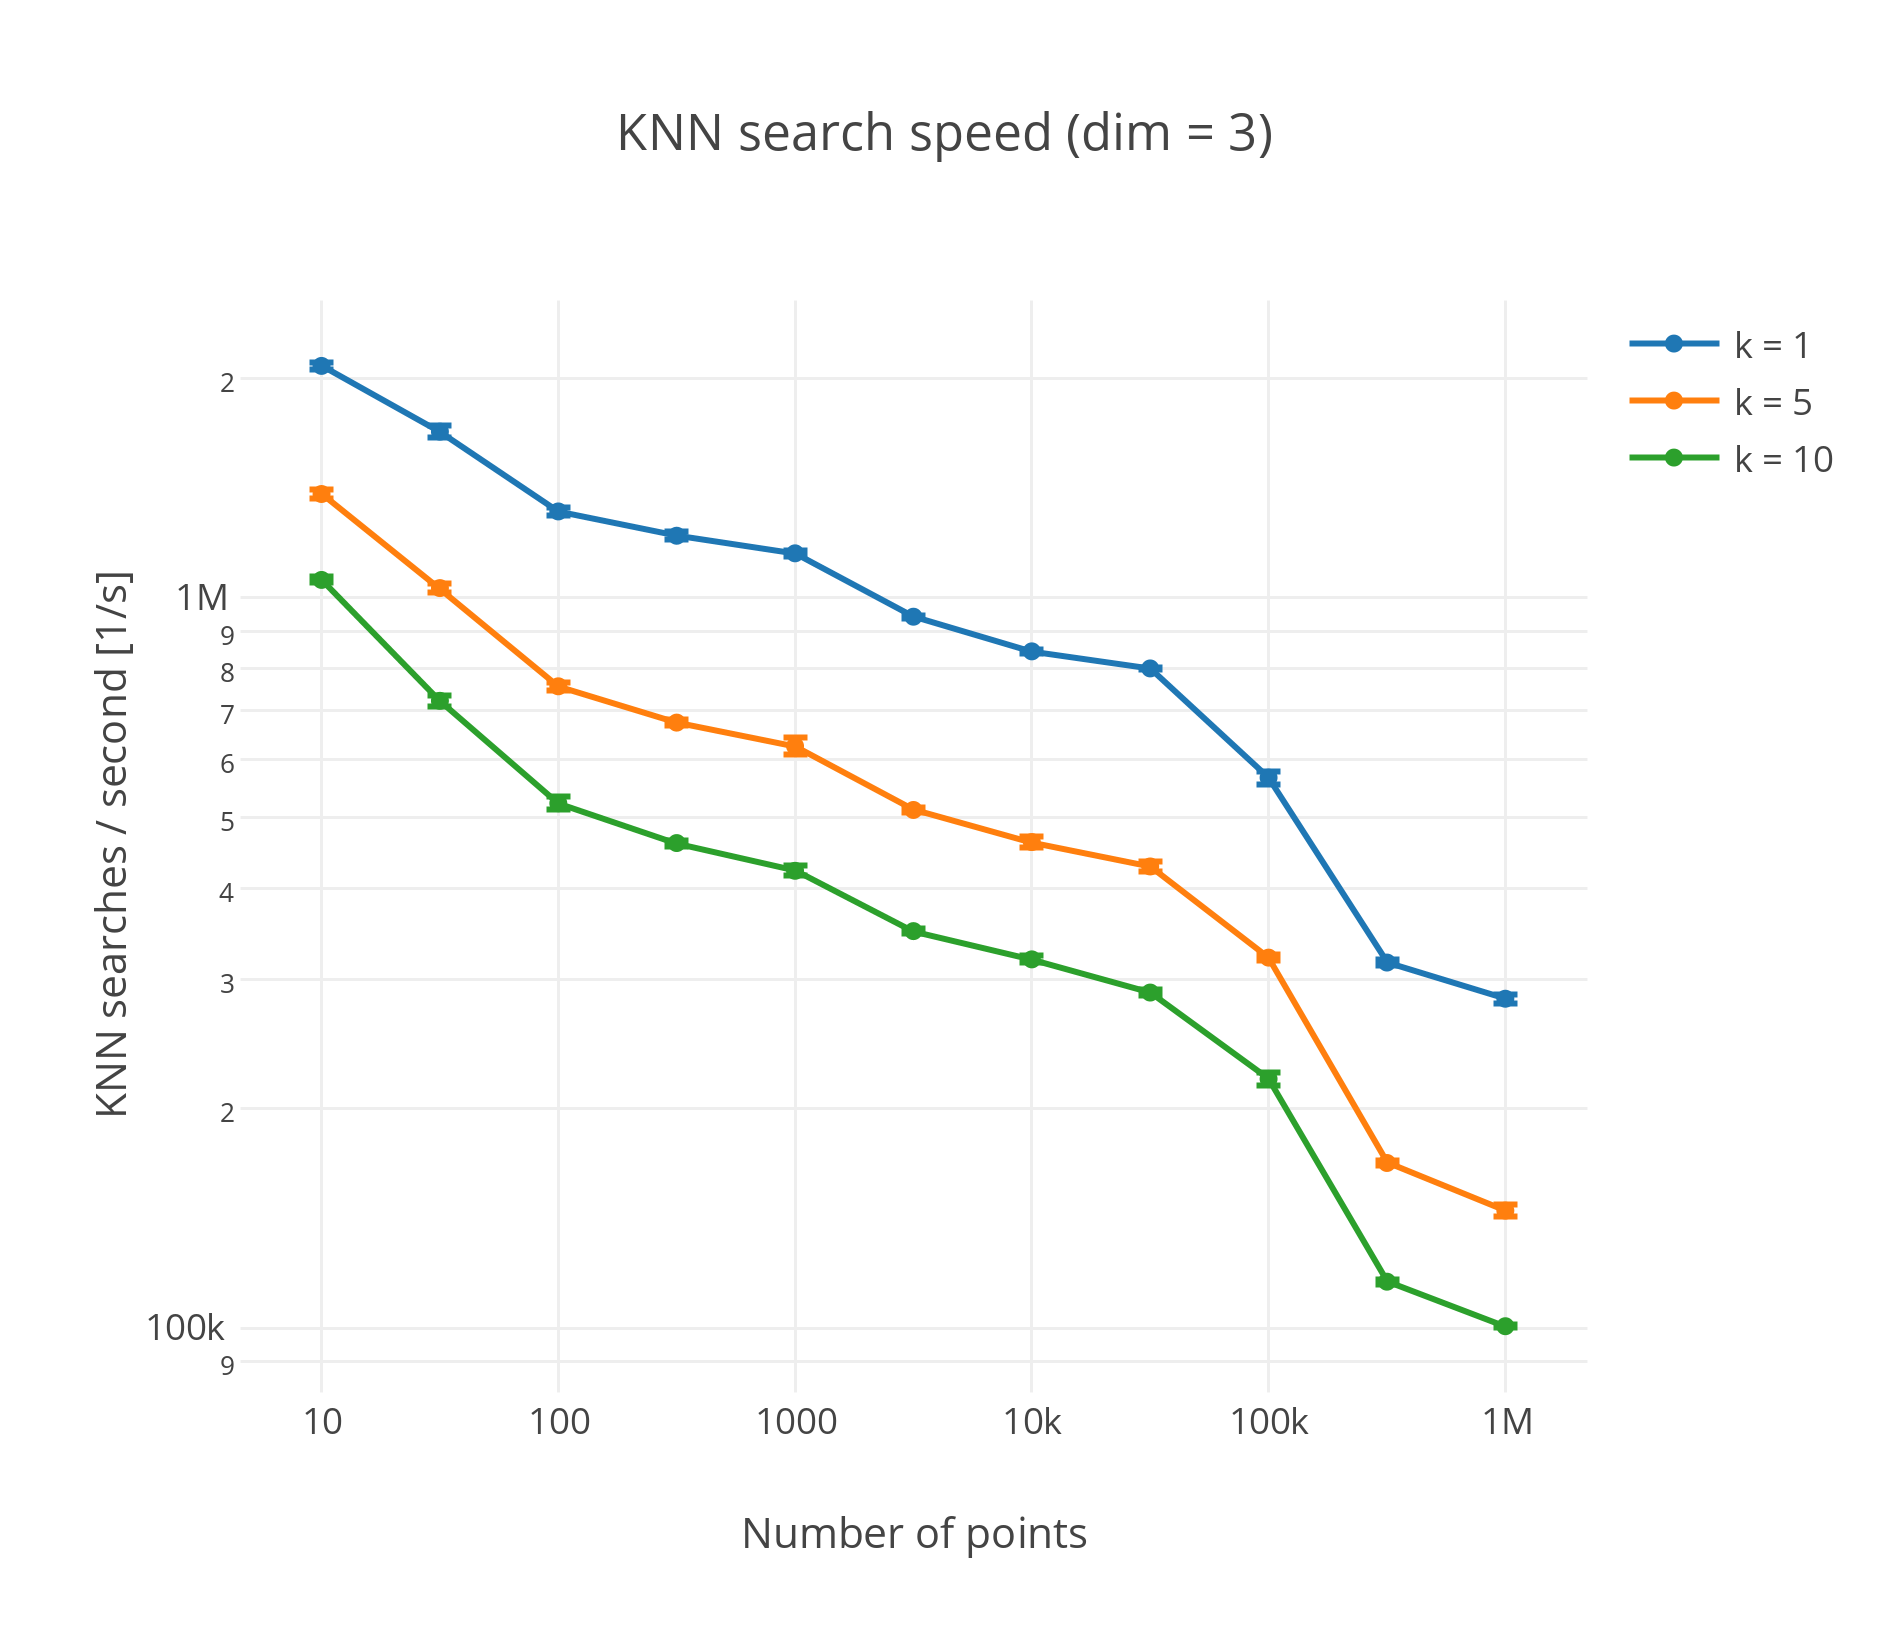 KNN search speed (dim = 3)
k = 1
k = 5
k = 10
KNN searches / second [1/s]
2
1M
9
8
7
6
5
4
3
2
100k
9
10 100 1000 10k 100k 1M
Number of points